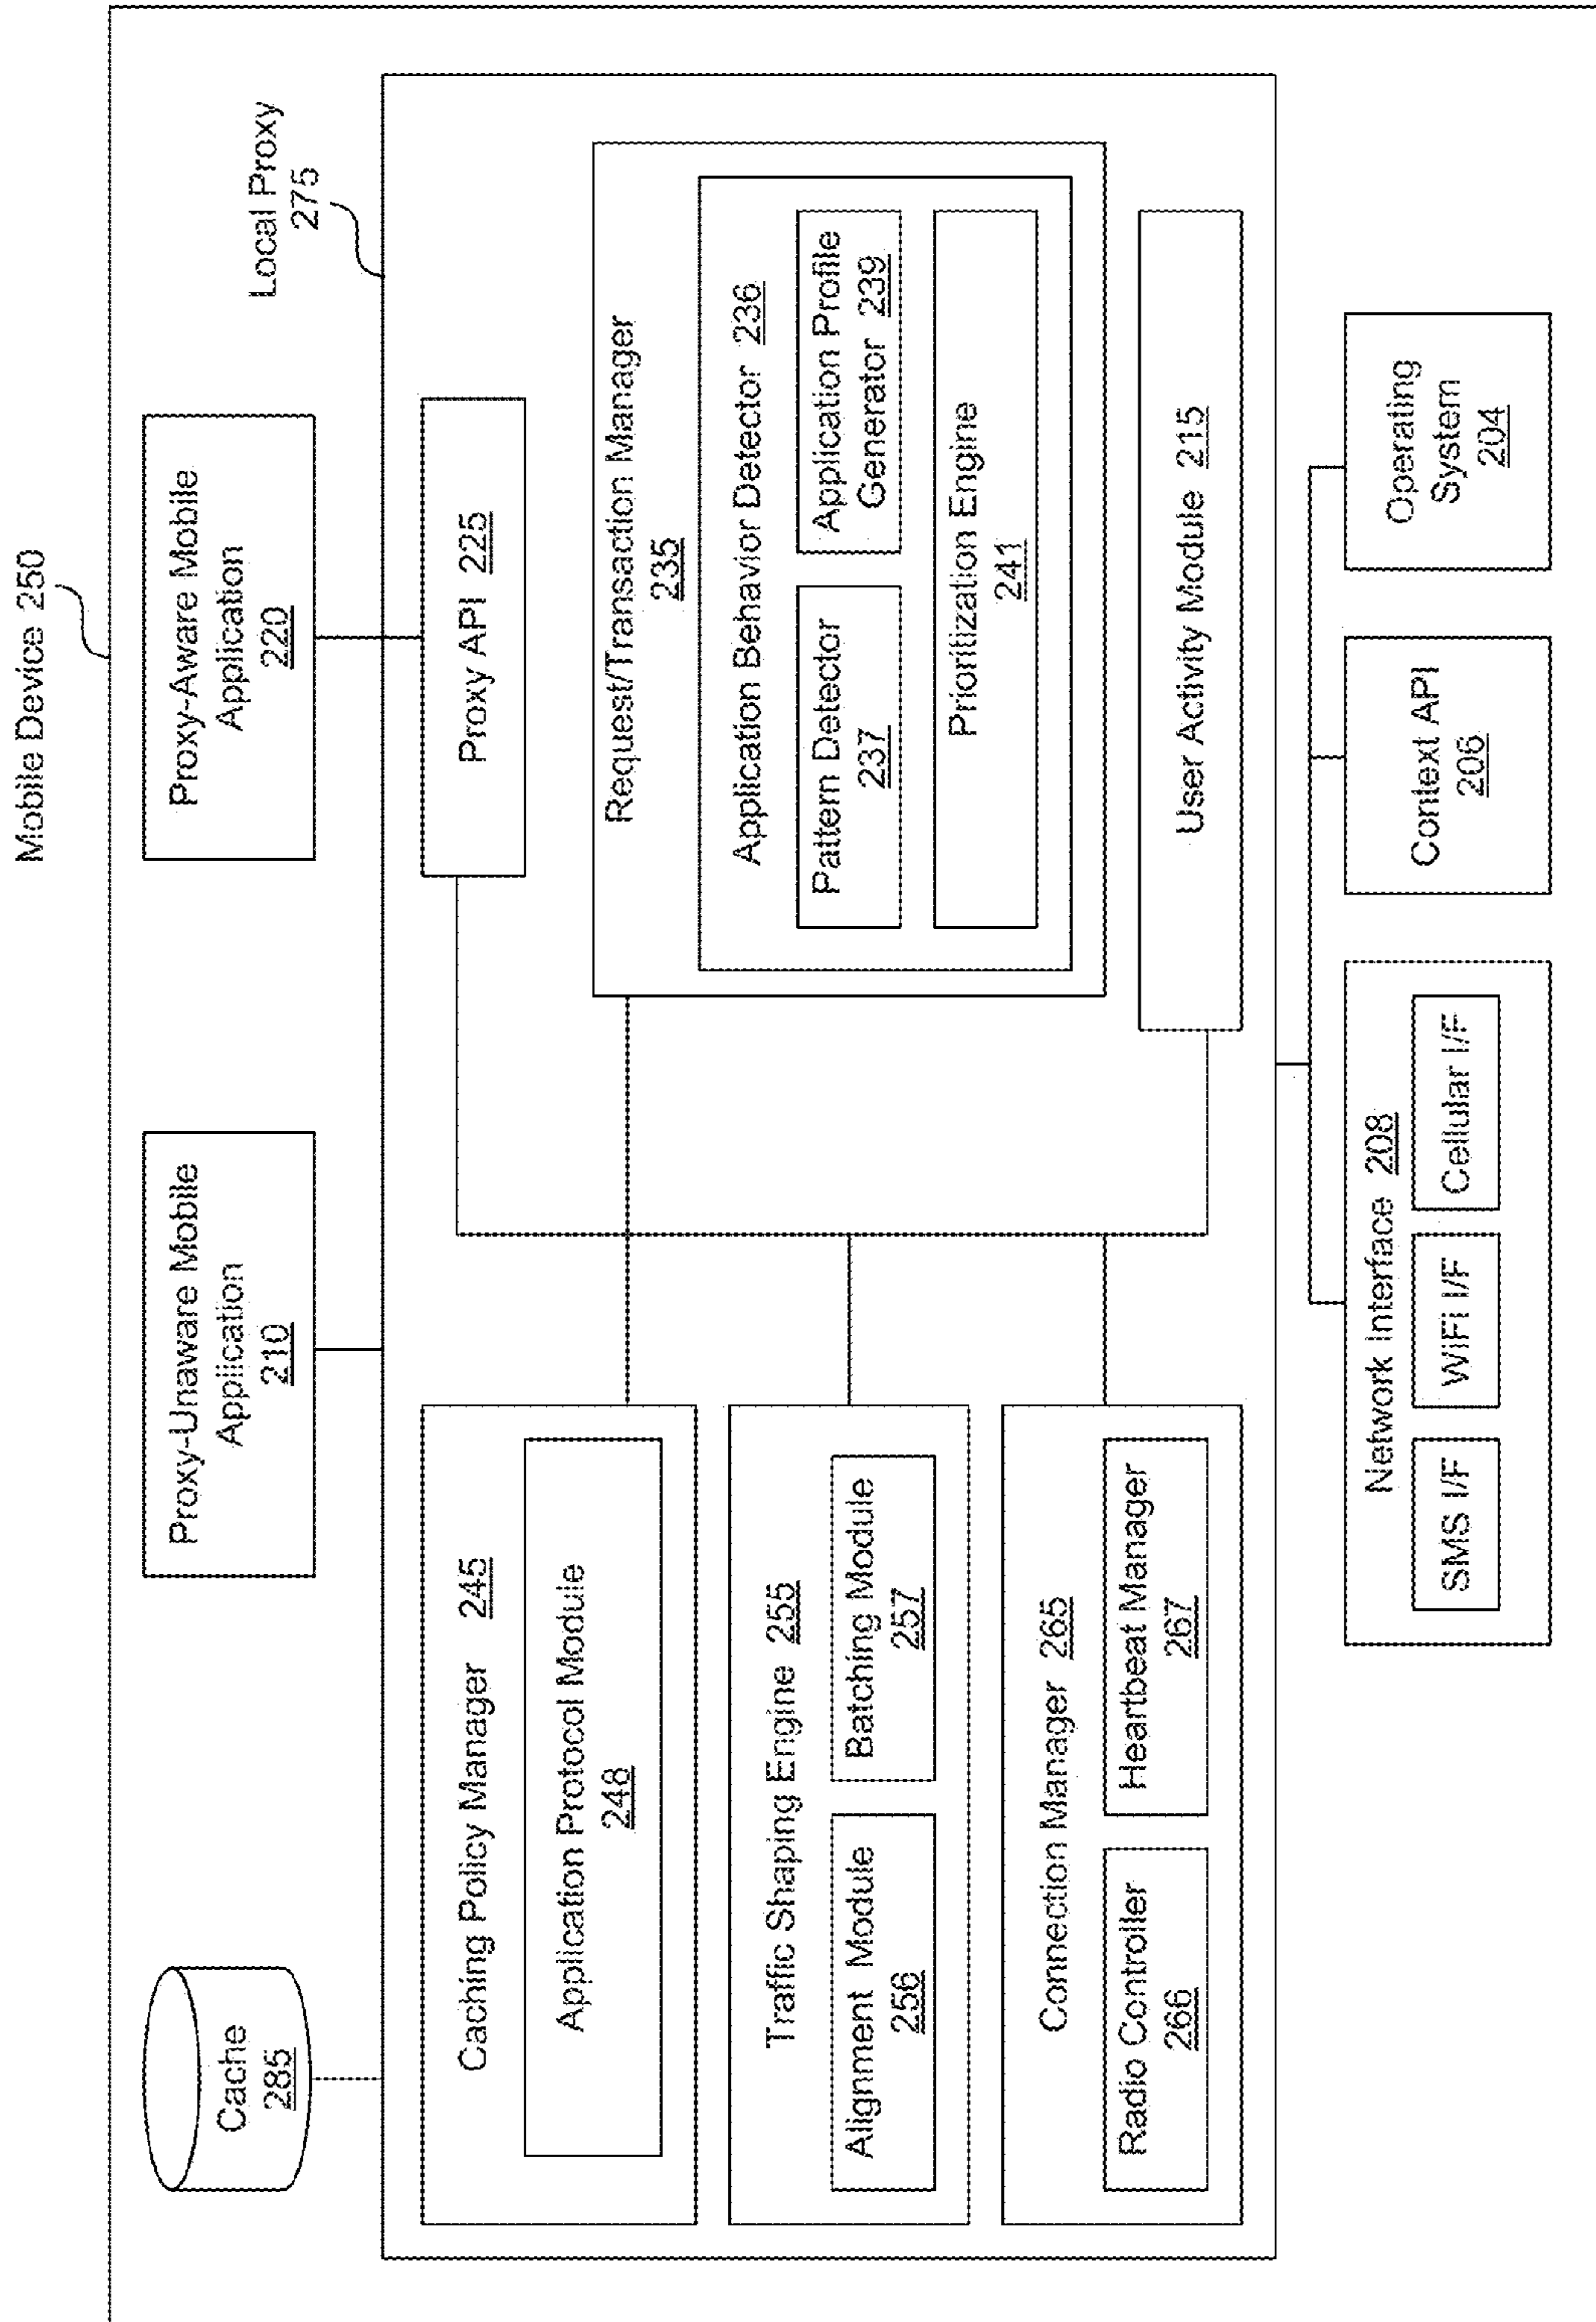 Mobile Device 250
Cache
285
Proxy-Unaware Mobile
Application
210
Proxy-Aware Mobile
Application
220
Local Proxy
275
Caching Policy Manager 245
Application Protocol Module
248
Proxy API 225
Request/Transaction Manager
235
Application Behavior Detector 236
Pattern Detector
237
Application Profile
Generator 239
Prioritization Engine
241
Traffic Shaping Engine 255
Alignment Module
256
Batching Module
257
Connection Manager 265
Radio Controller
266
Heartbeat Manager
267
User Activity Module 215
Network Interface 208
SMS I/F
WiFi I/F
Cellular I/F
Context API
206
Operating
System
204